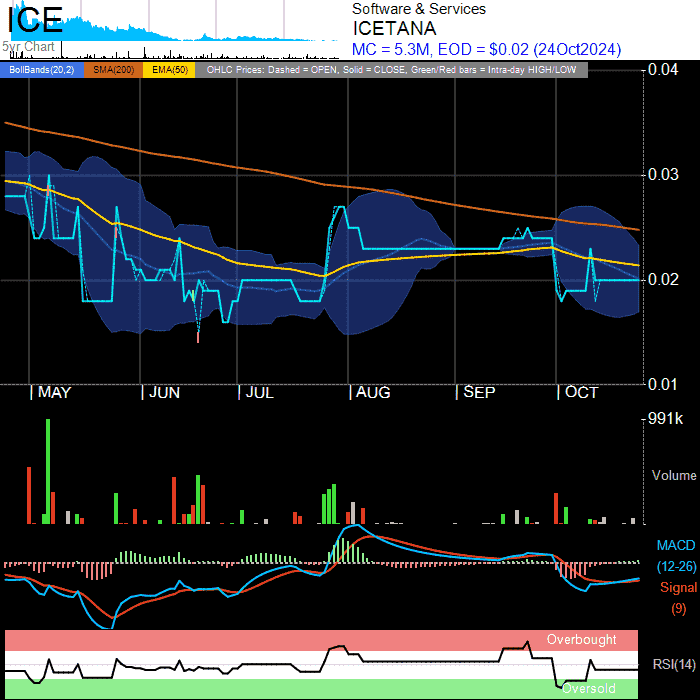 ICE
5yr Chart
Software & Services
ICETANA
MC = 5.3M, EOD = $0.02 (24Oct2024)
BollBands(20,2) SMA(200) EMA(50) OHLC Prices: Dashed = OPEN, Solid = CLOSE, Green/Red bars = Intra-day HIGH/LOW
0.04
0.03
0.02
0.01
| MAY | JUN | JUL | AUG | SEP | OCT
991k
Volume
MACD
(12-26)
Signal
(9)
Overbought
RSI(14)
Oversold